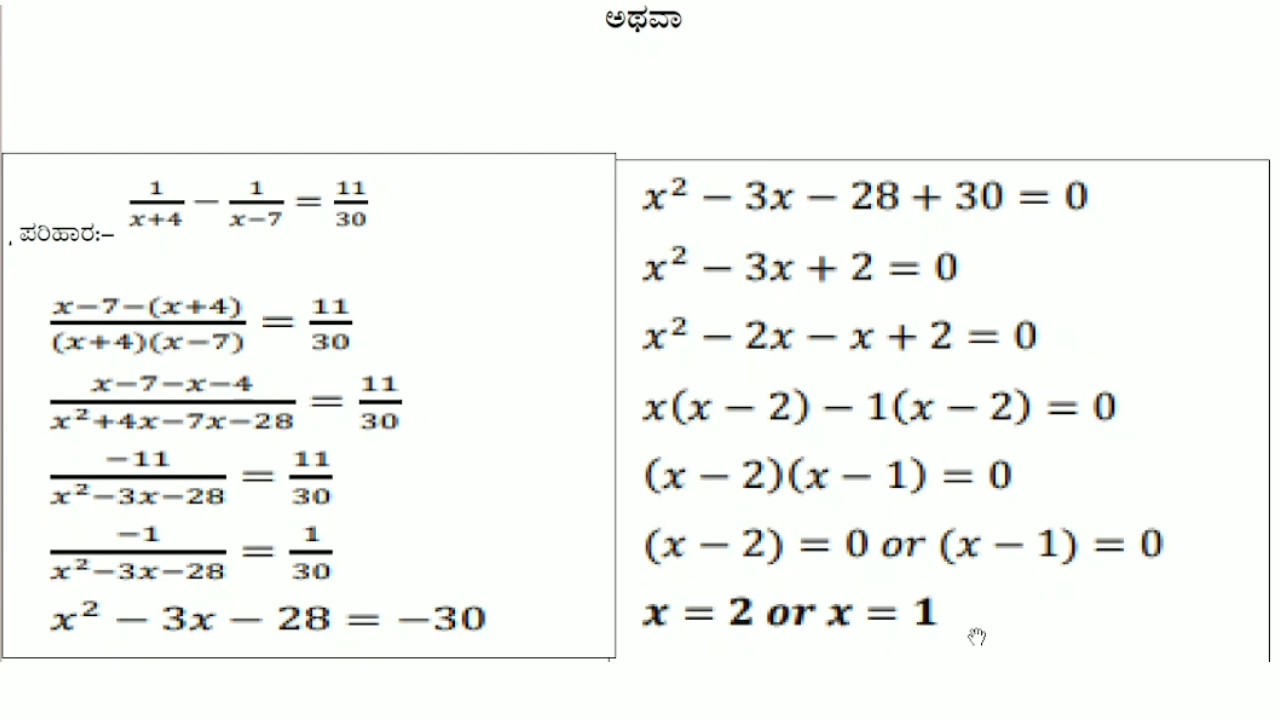 ಅಥವಾ
, ಪರಿಹಾರ:– 1/(x+4) − 1/(x−7) = 11/30
(x−7−(x+4))/((x+4)(x−7)) = 11/30
(x−7−x−4)/(x²+4x−7x−28) = 11/30
−11/(x²−3x−28) = 11/30
−1/(x²−3x−28) = 1/30
x² − 3x − 28 = −30
x² − 3x − 28 + 30 = 0
x² − 3x + 2 = 0
x² − 2x − x + 2 = 0
x(x − 2) − 1(x − 2) = 0
(x − 2)(x − 1) = 0
(x − 2) = 0 or (x − 1) = 0
x = 2 or x = 1